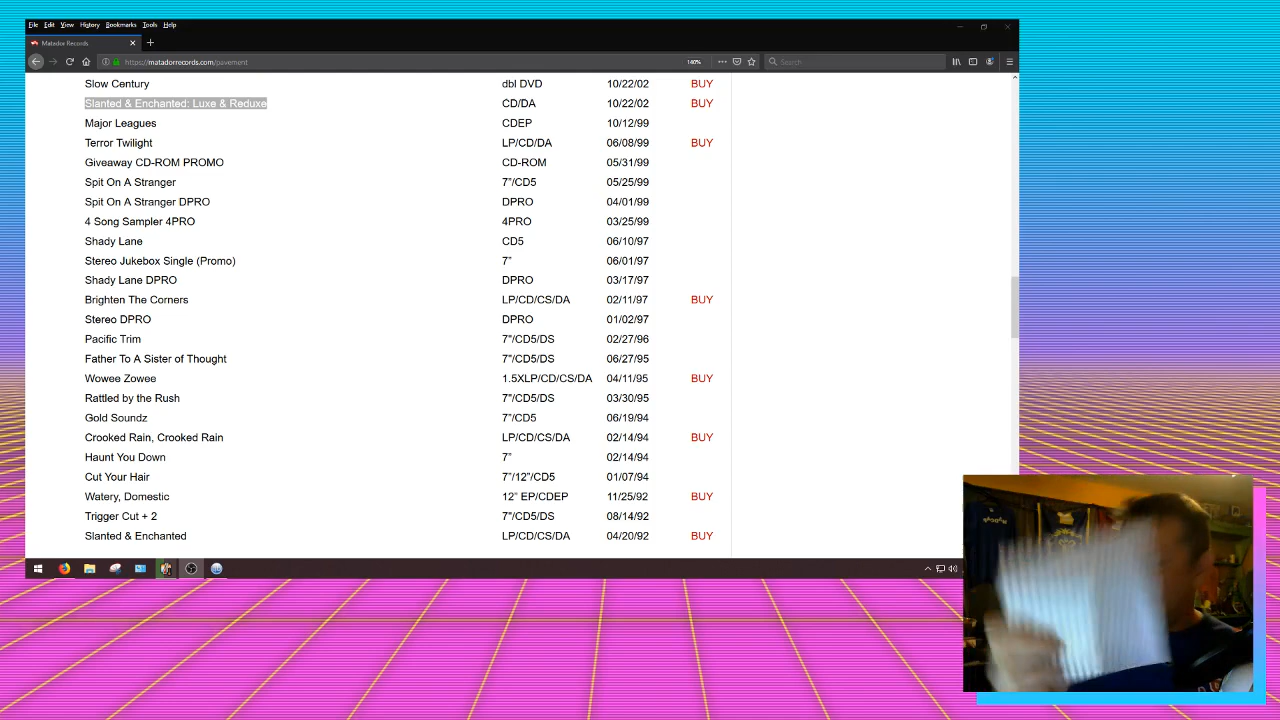 File Edit View History Bookmarks Tools Help
Matador Records
https://matadorrecords.com/pavement 140% Search
Slow Century dbl DVD 10/22/02 BUY
Slanted & Enchanted: Luxe & Reduxe CD/DA 10/22/02 BUY
Major Leagues CDEP 10/12/99
Terror Twilight LP/CD/DA 06/08/99 BUY
Giveaway CD-ROM PROMO CD-ROM 05/31/99
Spit On A Stranger 7"/CD5 05/25/99
Spit On A Stranger DPRO DPRO 04/01/99
4 Song Sampler 4PRO 4PRO 03/25/99
Shady Lane CD5 06/10/97
Stereo Jukebox Single (Promo) 7" 06/01/97
Shady Lane DPRO DPRO 03/17/97
Brighten The Corners LP/CD/CS/DA 02/11/97 BUY
Stereo DPRO DPRO 01/02/97
Pacific Trim 7"/CD5/DS 02/27/96
Father To A Sister of Thought 7"/CD5/DS 06/27/95
Wowee Zowee 1.5XLP/CD/CS/DA 04/11/95 BUY
Rattled by the Rush 7"/CD5/DS 03/30/95
Gold Soundz 7"/CD5 06/19/94
Crooked Rain, Crooked Rain LP/CD/CS/DA 02/14/94 BUY
Haunt You Down 7" 02/14/94
Cut Your Hair 7"/12"/CD5 01/07/94
Watery, Domestic 12" EP/CDEP 11/25/92 BUY
Trigger Cut + 2 7"/CD5/DS 08/14/92
Slanted & Enchanted LP/CD/CS/DA 04/20/92 BUY